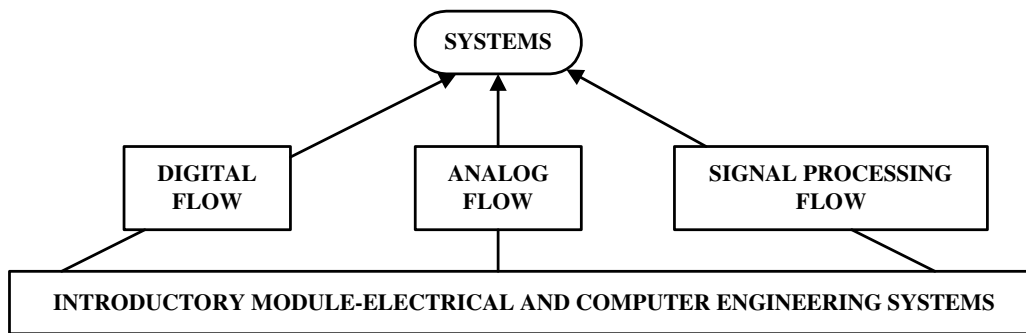 SYSTEMS
DIGITAL
FLOW
ANALOG
FLOW
SIGNAL PROCESSING
FLOW
INTRODUCTORY MODULE-ELECTRICAL AND COMPUTER ENGINEERING SYSTEMS